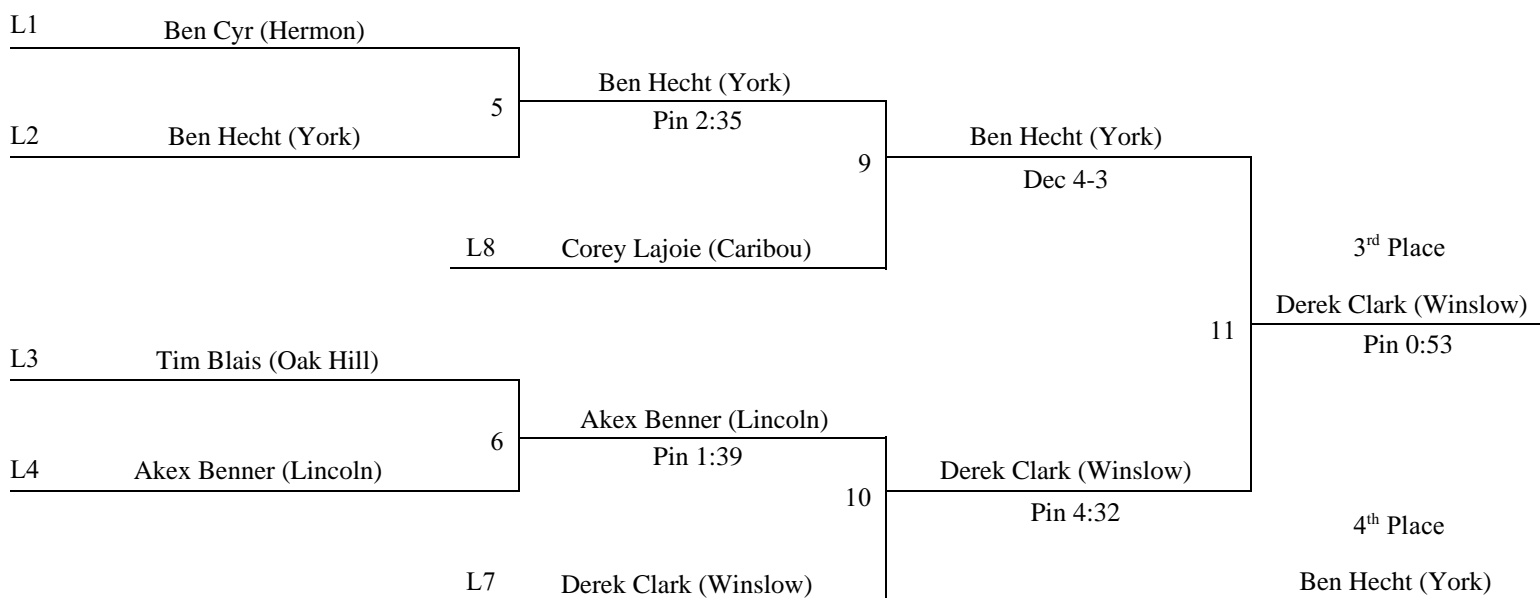 L1
Ben Cyr (Hermon)
5
Ben Hecht (York)
Pin 2:35
L2
Ben Hecht (York)
9
Ben Hecht (York)
Dec 4-3
L8
Corey Lajoie (Caribou)
3rd Place
11
Derek Clark (Winslow)
Pin 0:53
L3
Tim Blais (Oak Hill)
6
Akex Benner (Lincoln)
Pin 1:39
L4
Akex Benner (Lincoln)
10
Derek Clark (Winslow)
Pin 4:32
L7
Derek Clark (Winslow)
4th Place
Ben Hecht (York)